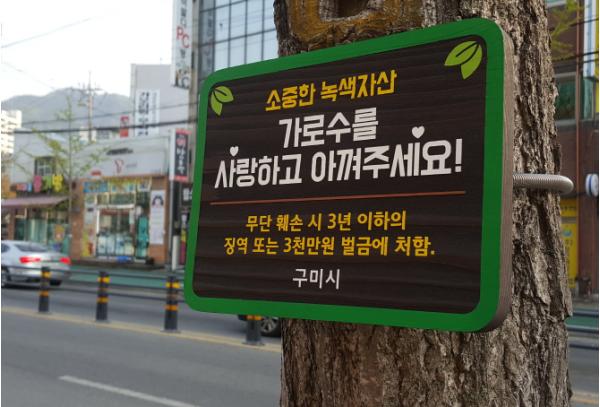 소중한 녹색자산
가로수를
사랑하고 아껴주세요!
무단 훼손 시 3년 이하의
징역 또는 3천만원 벌금에 처함.
구미시
PC